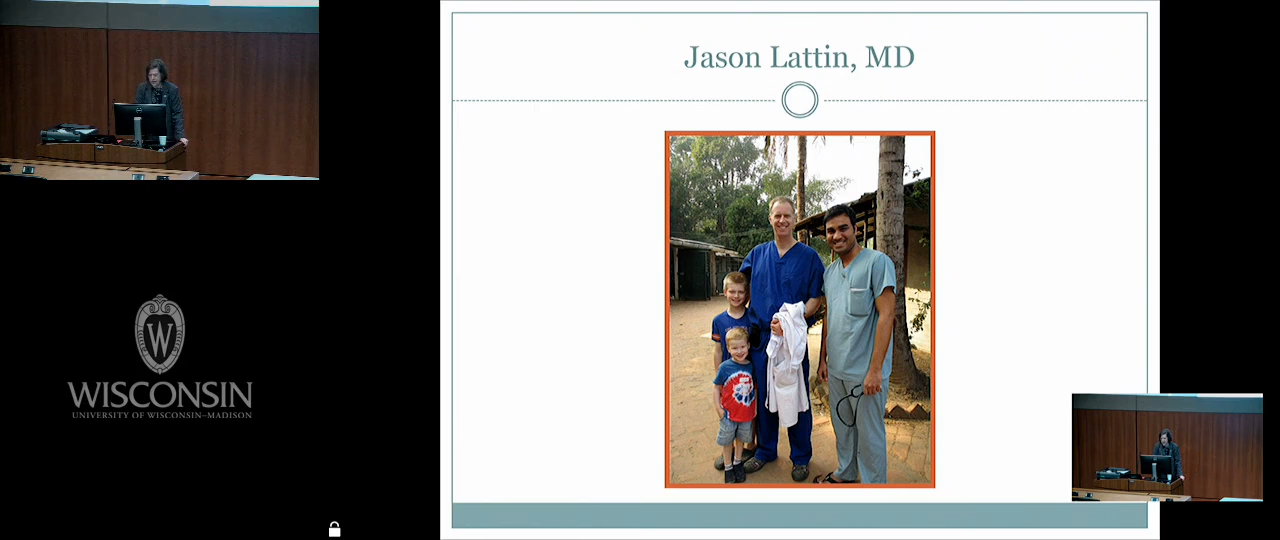 Jason Lattin, MD
W
WISCONSIN
UNIVERSITY OF WISCONSIN–MADISON